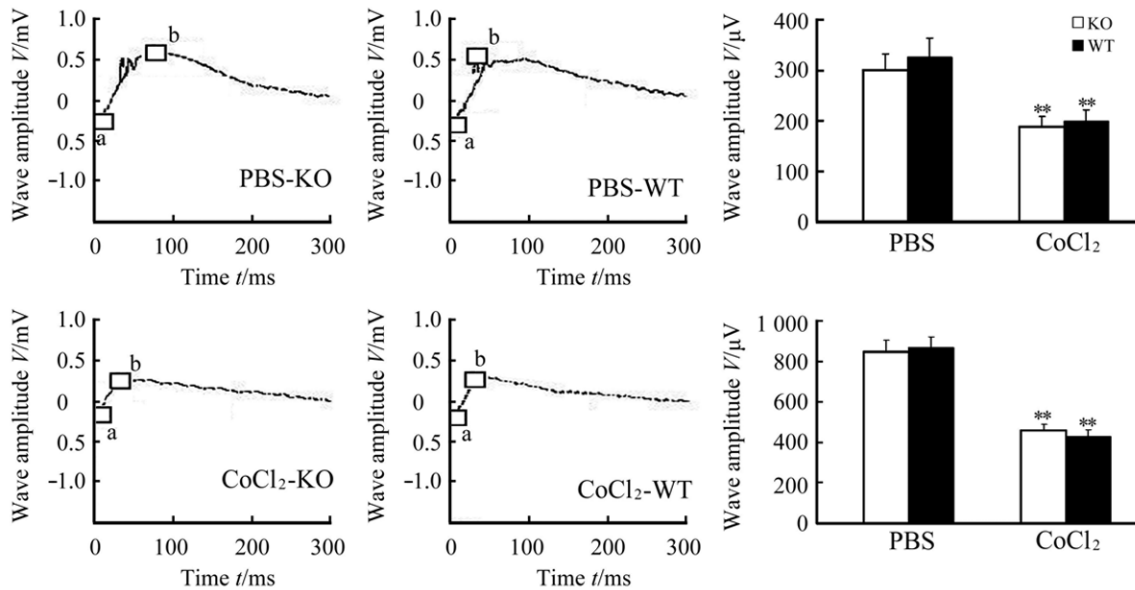 Wave amplitude V/mV
1.0
0.5
0
0.5
-1.0
b
a
PBS-KO
0
100
200
300
Time t/ms
Wave amplitude V/mV
1.0
0.5
0
0.5
-1.0
b
a
PBS-WT
0
100
200
300
Time t/ms
Wave amplitude V/μV
400
300
200
100
0
KO
WT
** **
PBS CoCl₂
Wave amplitude V/mV
1.0
0.5
0
0.5
-1.0
b
a
CoCl₂-KO
0
100
200
300
Time t/ms
Wave amplitude V/mV
1.0
0.5
0
0.5
-1.0
b
a
CoCl₂-WT
0
100
200
300
Time t/ms
Wave amplitude V/μV
1 000
800
600
400
200
0
** **
PBS CoCl₂